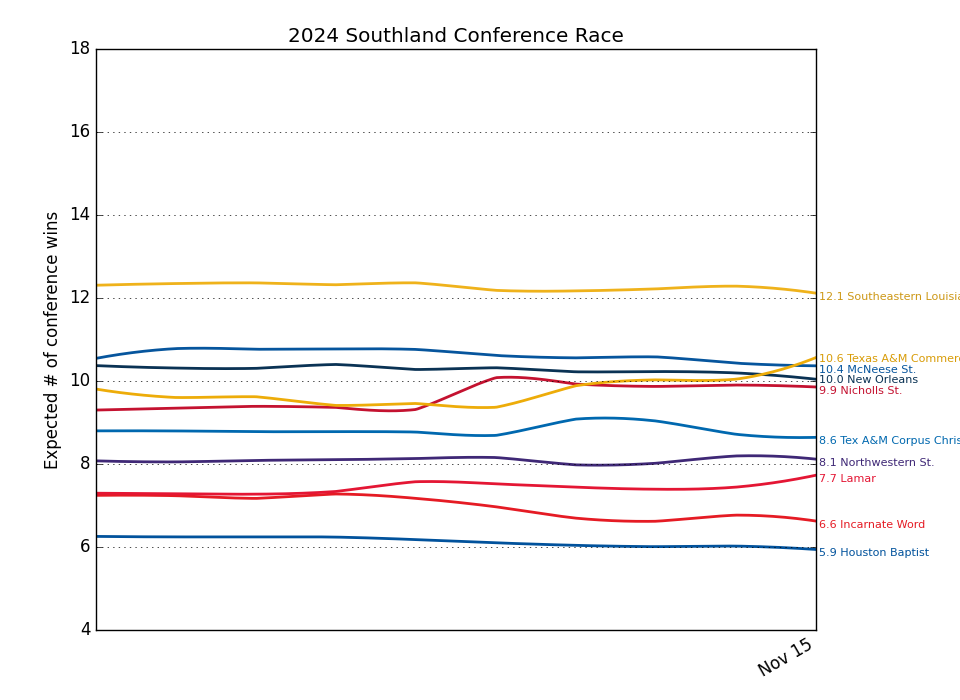 2024 Southland Conference Race
Expected # of conference wins
18
16
14
12
10
8
6
4
12.1 Southeastern Louisia
10.6 Texas A&M Commerc
10.4 McNeese St.
10.0 New Orleans
9.9 Nicholls St.
8.6 Tex A&M Corpus Chris
8.1 Northwestern St.
7.7 Lamar
6.6 Incarnate Word
5.9 Houston Baptist
Nov 15